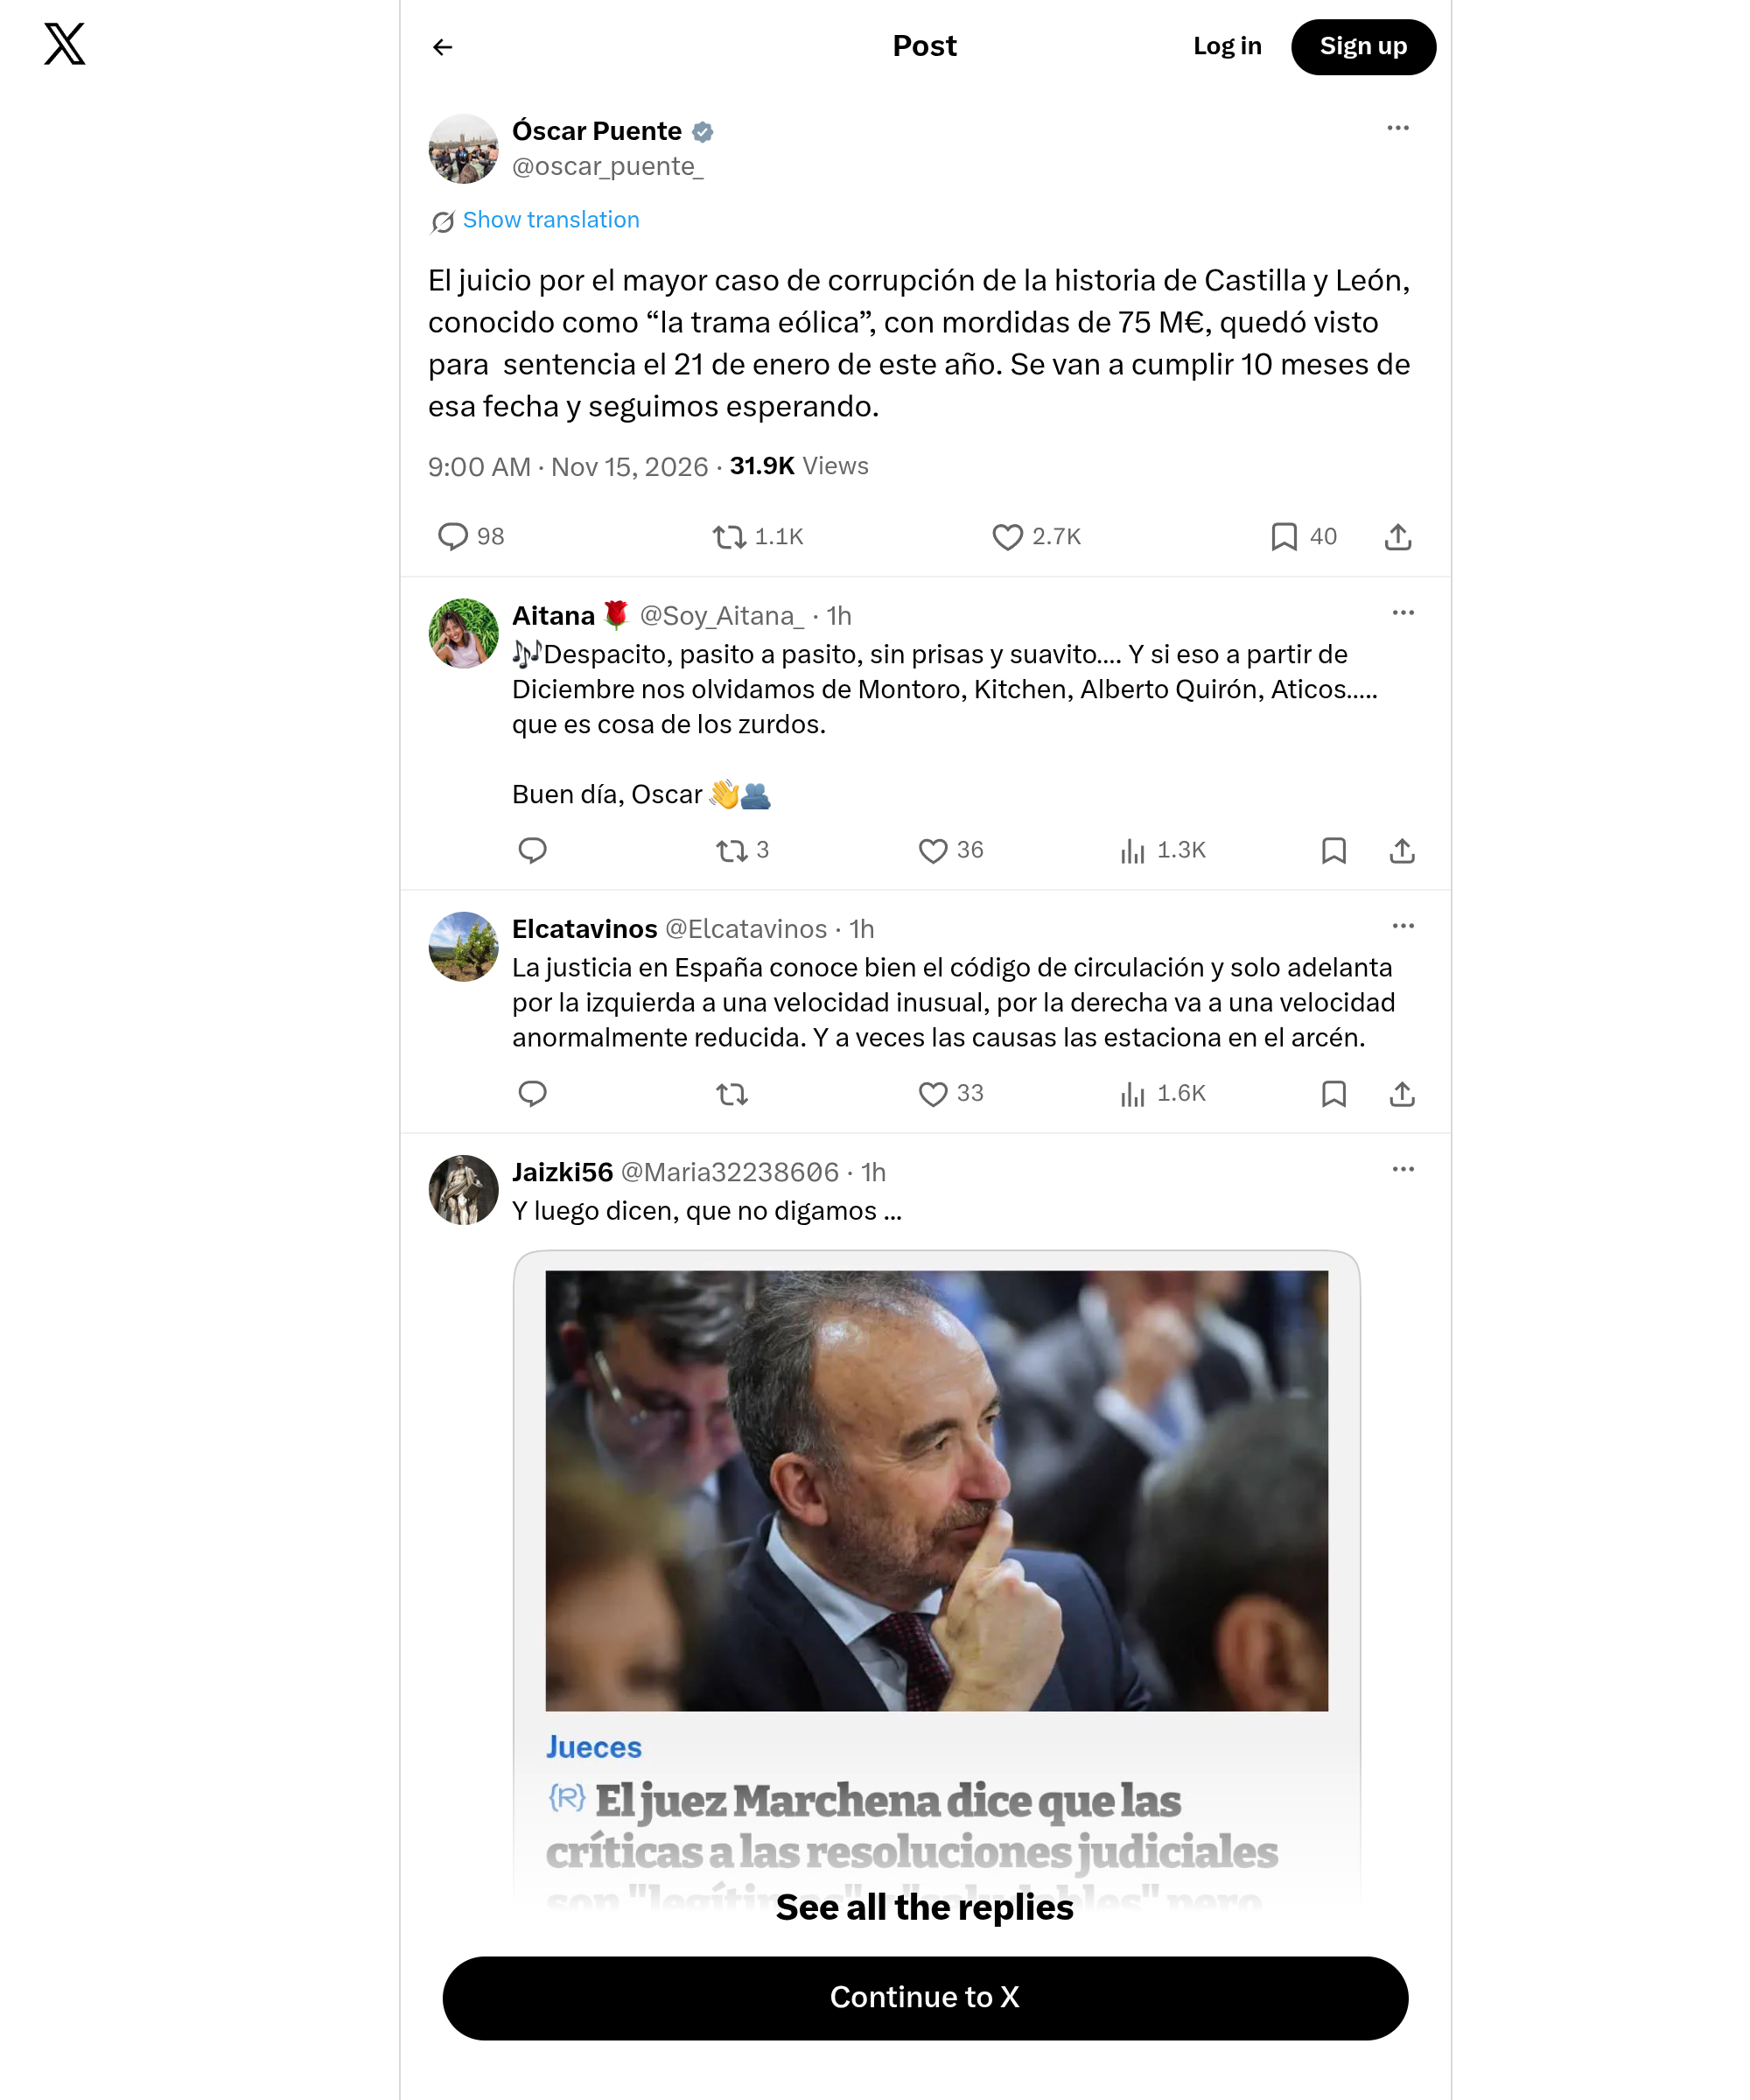 Post
Log in
Sign up
Óscar Puente
@oscar_puente_
Show translation
El juicio por el mayor caso de corrupción de la historia de Castilla y León,
conocido como “la trama eólica”, con mordidas de 75 M€, quedó visto
para  sentencia el 21 de enero de este año. Se van a cumplir 10 meses de
esa fecha y seguimos esperando.
9:00 AM · Nov 15, 2026 · 31.9K Views
98 1.1K 2.7K 40
Aitana🌹 @Soy_Aitana_ · 1h
🎶Despacito, pasito a pasito, sin prisas y suavito.... Y si eso a partir de
Diciembre nos olvidamos de Montoro, Kitchen, Alberto Quirón, Aticos.....
que es cosa de los zurdos.
Buen día, Oscar 👋🫂
3 36 1.3K
Elcatavinos @Elcatavinos · 1h
La justicia en España conoce bien el código de circulación y solo adelanta
por la izquierda a una velocidad inusual, por la derecha va a una velocidad
anormalmente reducida. Y a veces las causas las estaciona en el arcén.
33 1.6K
Jaizki56 @Maria32238606 · 1h
Y luego dicen, que no digamos ...
Jueces
{R} El juez Marchena dice que las
críticas a las resoluciones judiciales
son pero
See all the replies
Continue to X